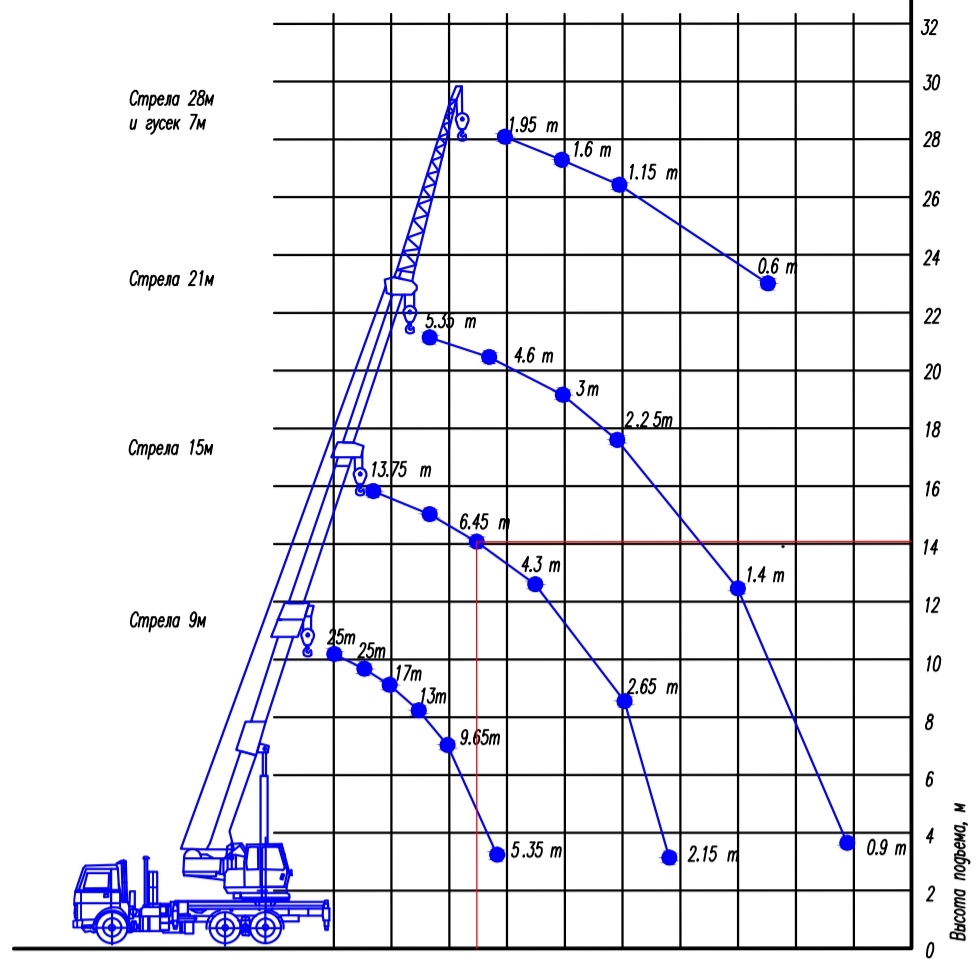 32
Стрела 28м
и гусек 7м
30
1.95 m
28
1.6 m
1.15 m
26
Стрела 21м
24
0.6 m
22
5.35 m
4.6 m
20
3m
2.25m
18
Стрела 15м
13.75 m
16
6.45 m
14
4.3 m
1.4 m
12
Стрела 9м
25m
25m
10
17m
2.65 m
13m
8
9.65m
6
4
5.35 m
2.15 m
0.9 m
2
0
Высота подъема, м